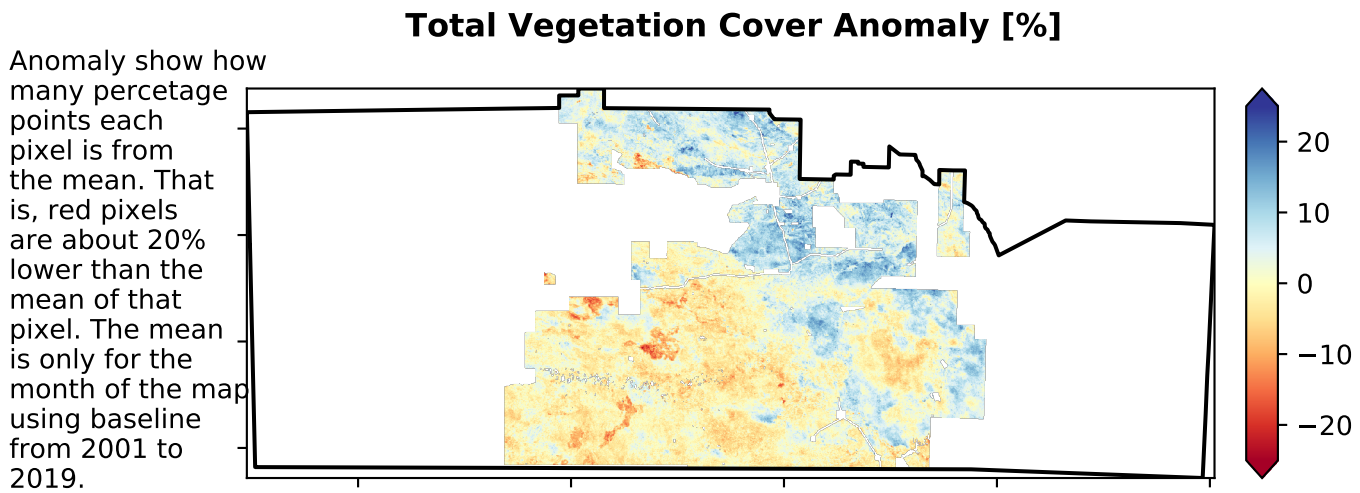 Total Vegetation Cover Anomaly [%]
Anomaly show how
many percetage
points each
pixel is from
the mean. That
is, red pixels
are about 20%
lower than the
mean of that
pixel. The mean
is only for the
month of the map
using baseline
from 2001 to
2019.
20
10
0
−10
−20